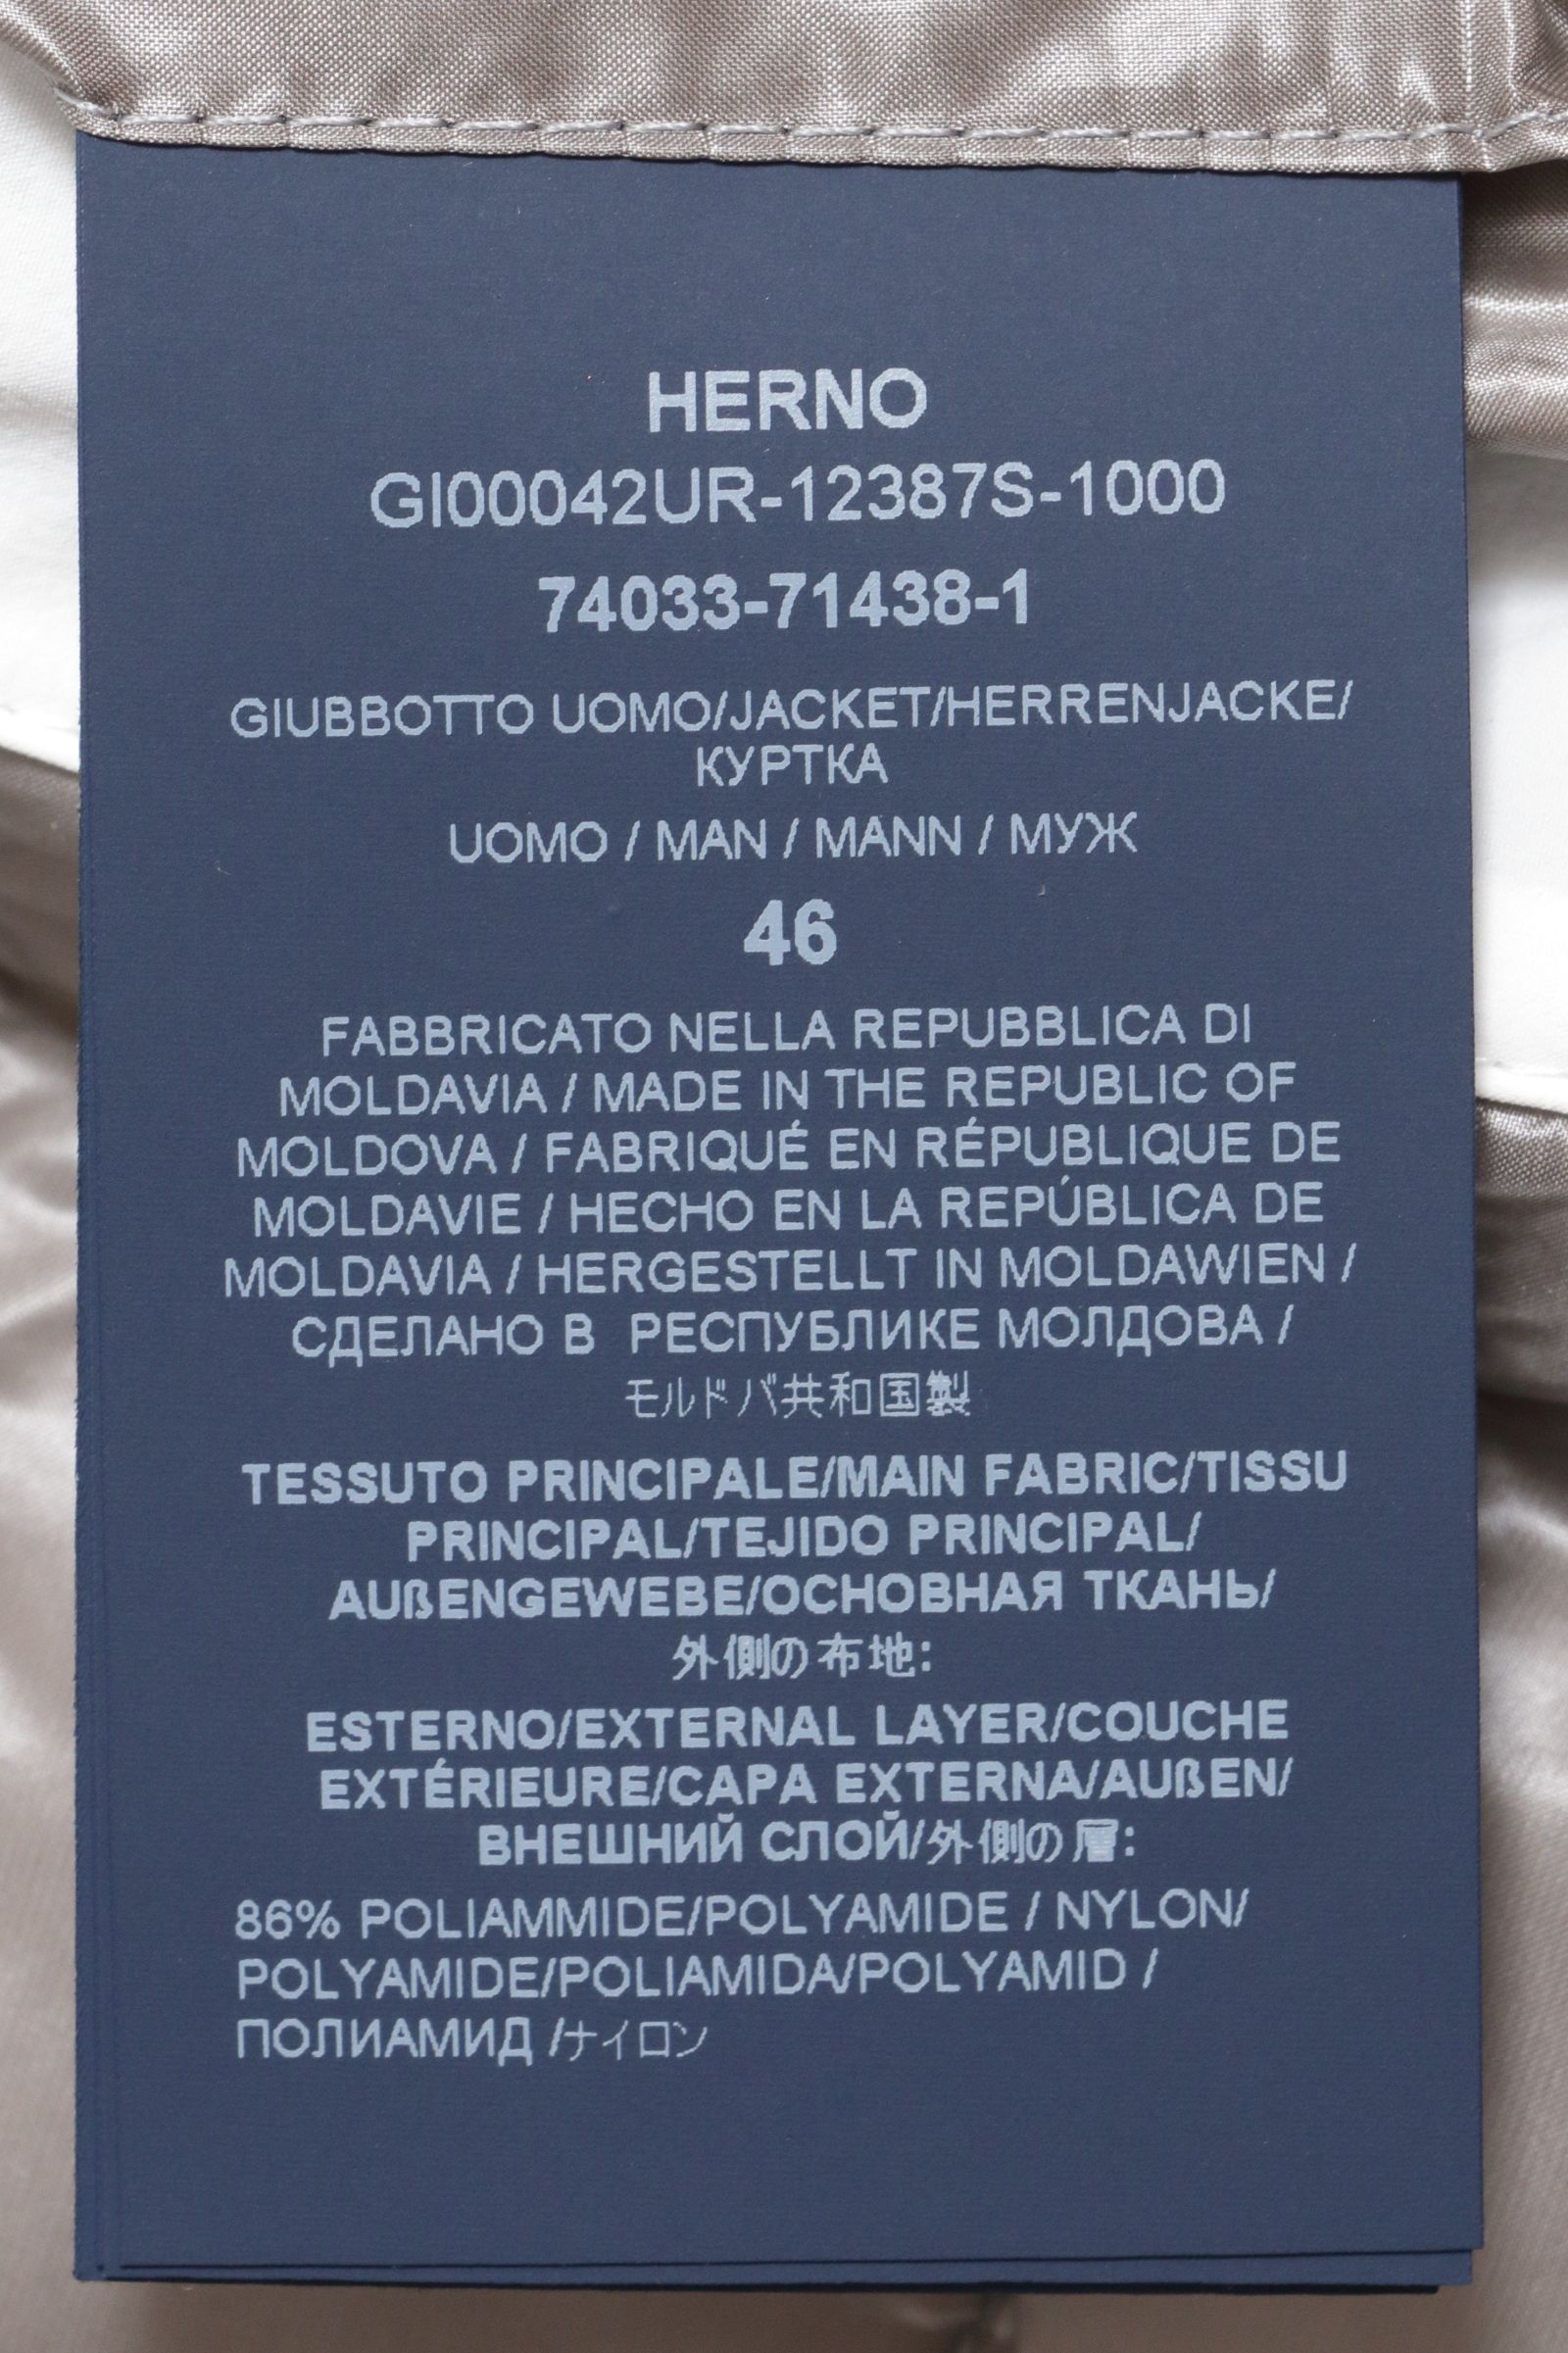 HERNO
GI00042UR-12387S-1000
74033-71438-1
GIUBBOTTO UOMO/JACKET/HERRENJACKE/
КУРТКА
UOMO / MAN / MANN / МУЖ
46
FABBRICATO NELLA REPUBBLICA DI
MOLDAVIA / MADE IN THE REPUBLIC OF
MOLDOVA / FABRIQUÉ EN RÉPUBLIQUE DE
MOLDAVIE / HECHO EN LA REPÚBLICA DE
MOLDAVIA / HERGESTELLT IN MOLDAWIEN /
СДЕЛАНО В РЕСПУБЛИКЕ МОЛДОВА /
モルドバ共和国製
TESSUTO PRINCIPALE/MAIN FABRIC/TISSU
PRINCIPAL/TEJIDO PRINCIPAL/
AUßENGEWEBE/ОСНОВНАЯ ТКАНЬ/
外側の布地:
ESTERNO/EXTERNAL LAYER/COUCHE
EXTÉRIEURE/CAPA EXTERNA/AUßEN/
ВНЕШНИЙ СЛОЙ/外側の層:
86% POLIAMMIDE/POLYAMIDE / NYLON/
POLYAMIDE/POLIAMIDA/POLYAMID /
ПОЛИАМИД /ナイロン